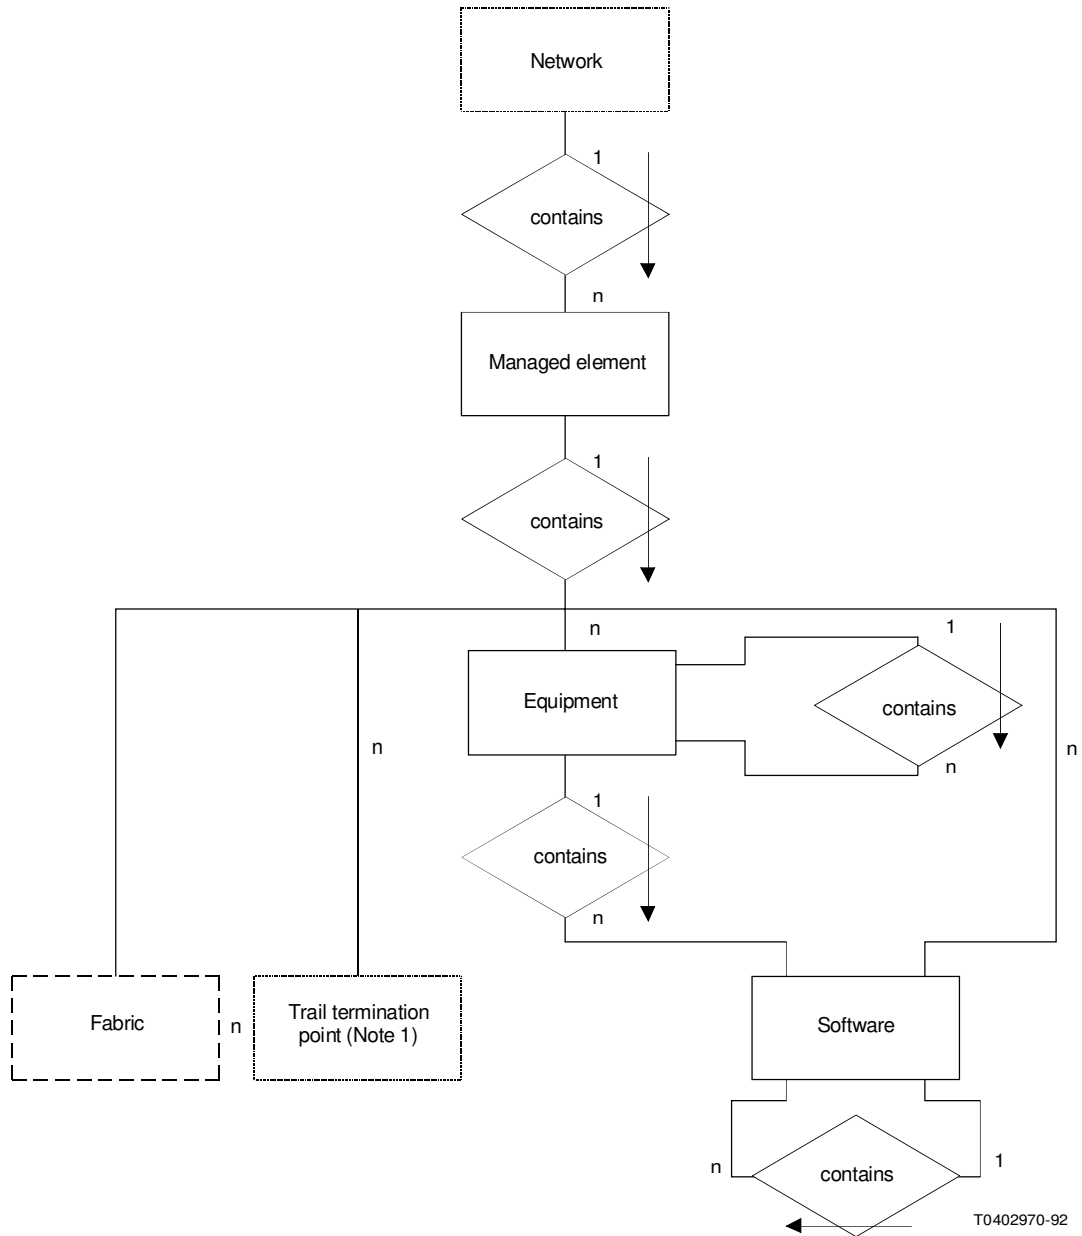 Network
1
contains
n
Managed element
1
contains
n
Equipment
1
contains
n
n
n
1
contains
n
Fabric
n
Trail termination
point (Note 1)
Software
n
contains
1
T0402970-92